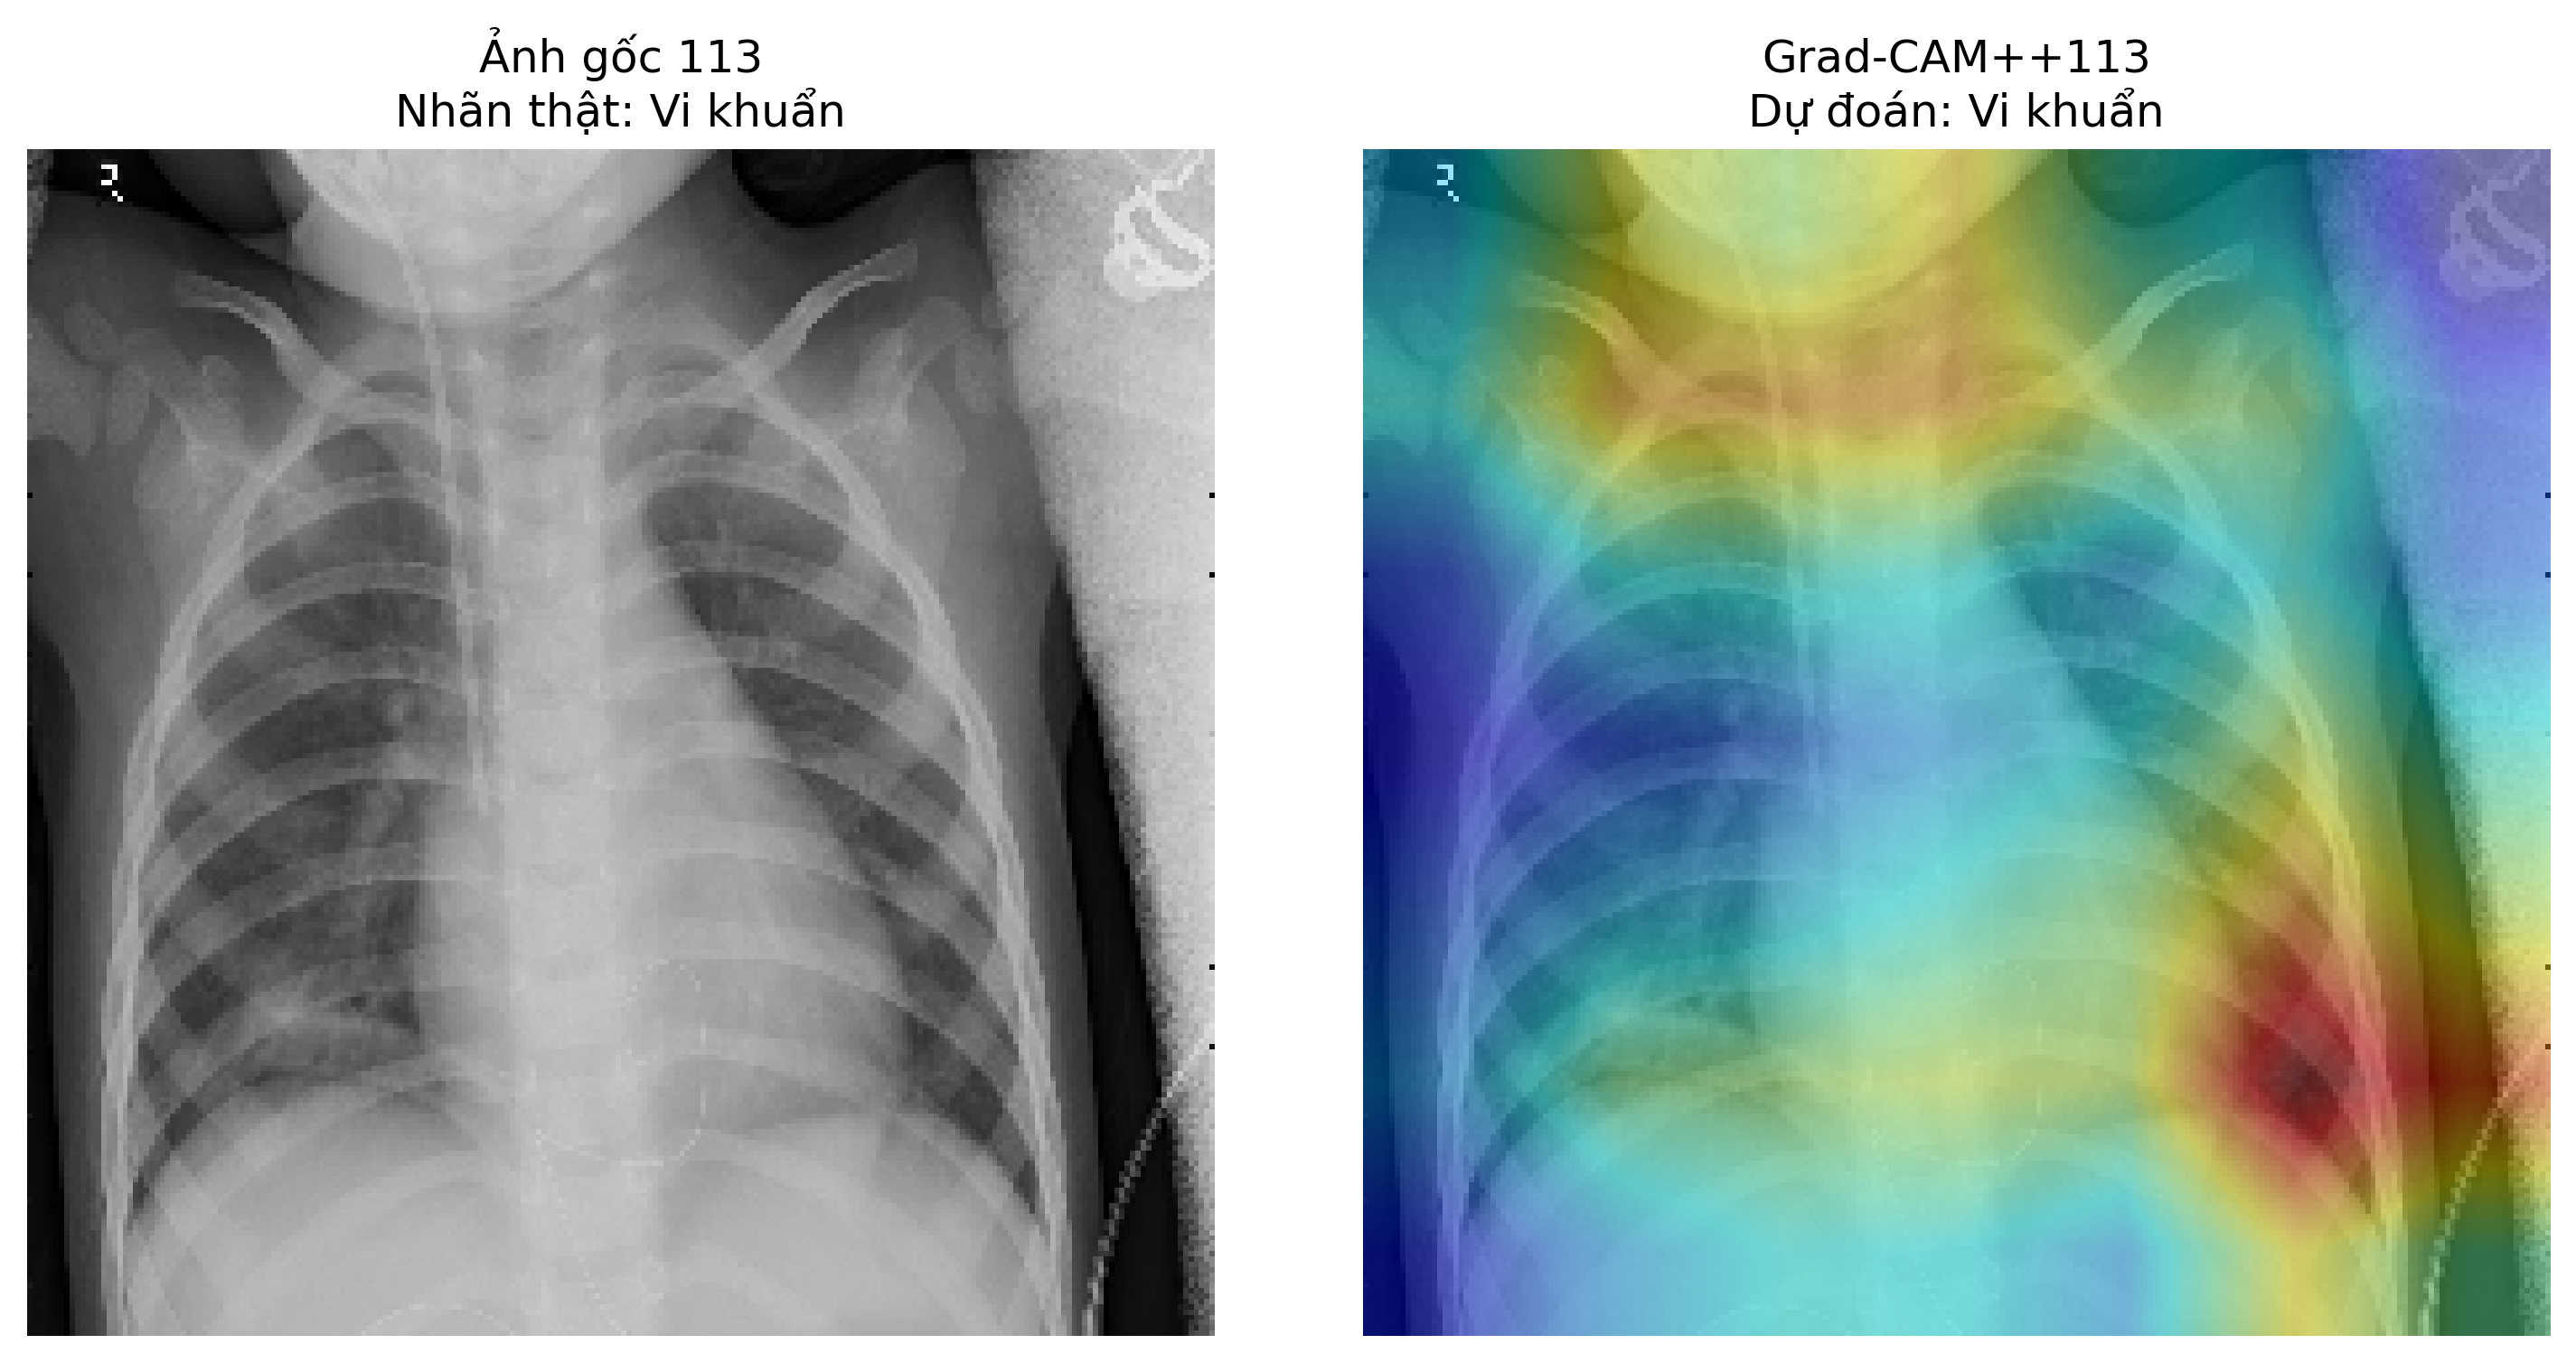 Ảnh gốc 113
Nhãn thật: Vi khuẩn
Grad-CAM++113
Dự đoán: Vi khuẩn